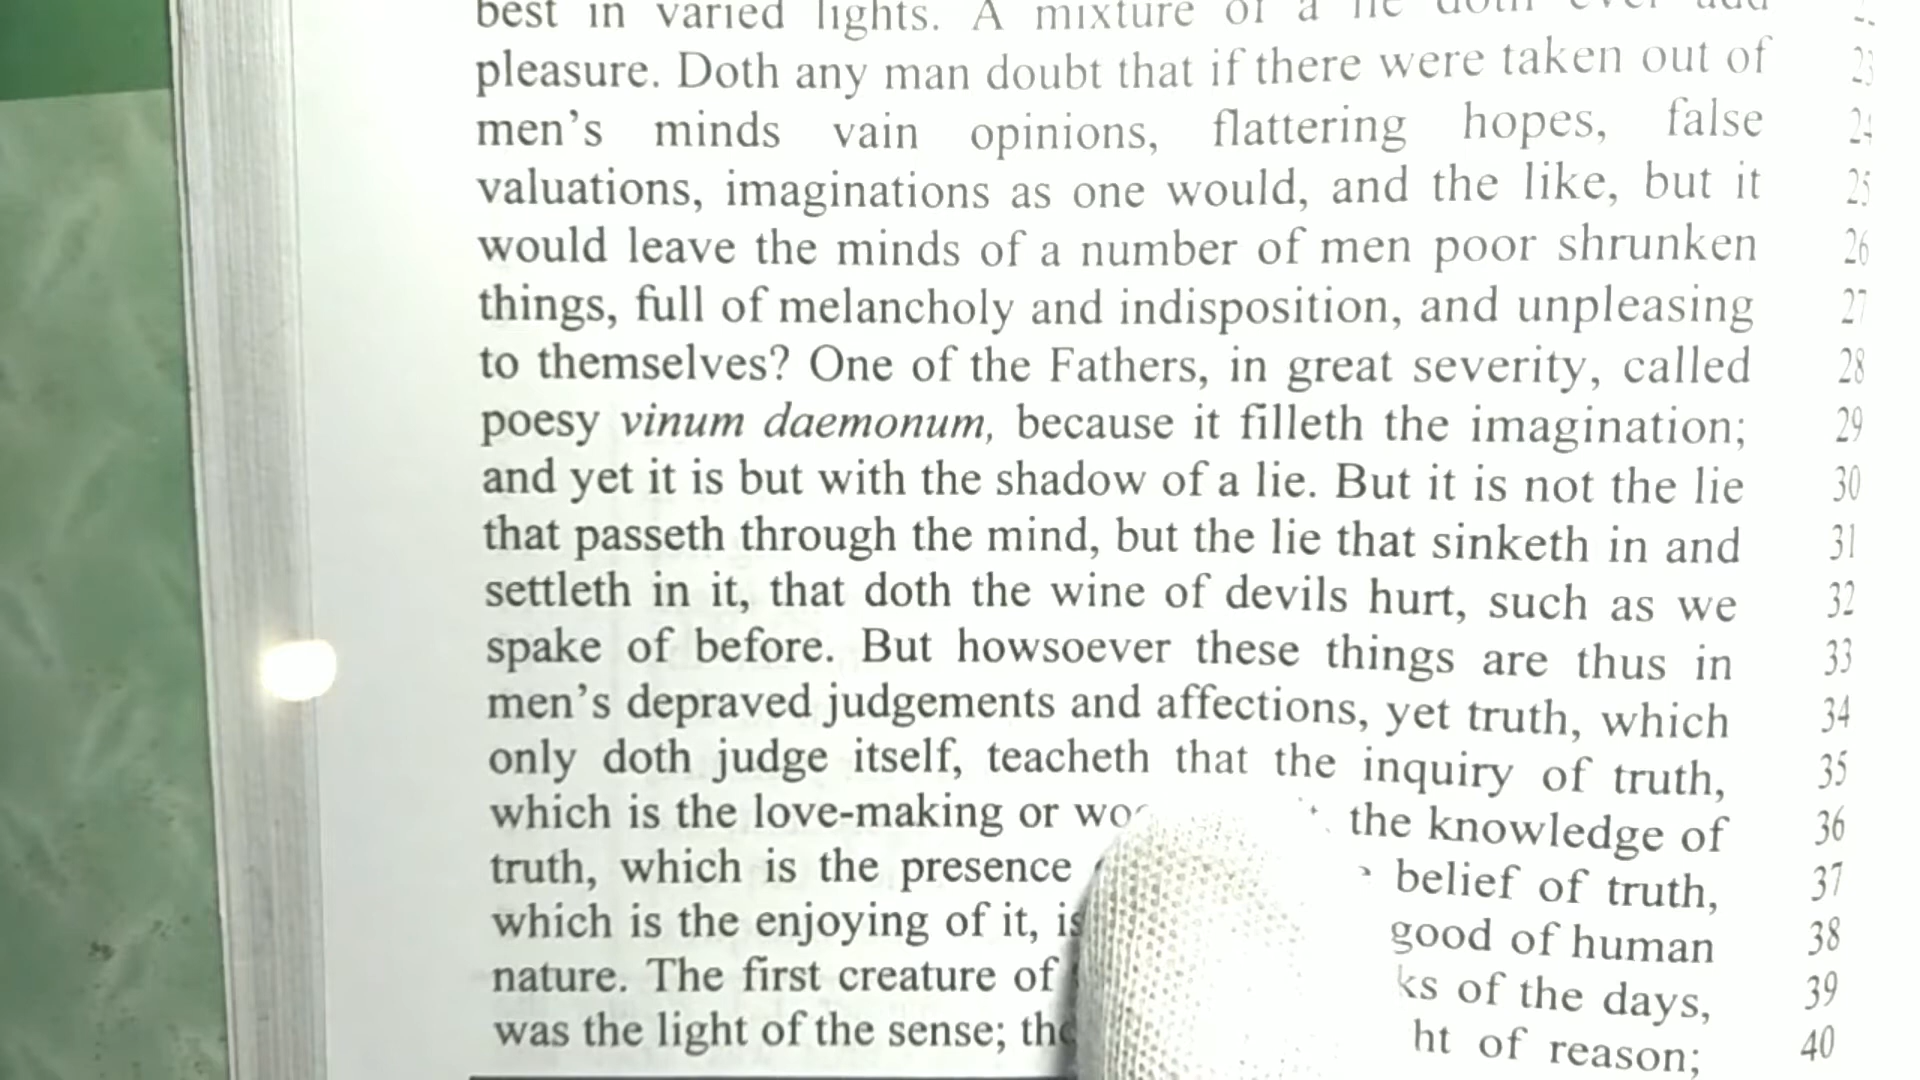 best in varied lights. A mixture of a lie doth ever add
pleasure. Doth any man doubt that if there were taken out of 23
men's minds vain opinions, flattering hopes, false 24
valuations, imaginations as one would, and the like, but it 25
would leave the minds of a number of men poor shrunken 26
things, full of melancholy and indisposition, and unpleasing 27
to themselves? One of the Fathers, in great severity, called 28
poesy vinum daemonum, because it filleth the imagination; 29
and yet it is but with the shadow of a lie. But it is not the lie 30
that passeth through the mind, but the lie that sinketh in and 31
settleth in it, that doth the wine of devils hurt, such as we 32
spake of before. But howsoever these things are thus in 33
men's depraved judgements and affections, yet truth, which 34
only doth judge itself, teacheth that the inquiry of truth, 35
which is the love-making or the knowledge of 36
truth, which is the presence belief of truth, 37
which is the enjoying of it, good of human 38
nature. The first creature of of the days, 39
was the light of the sense; of reason; 40